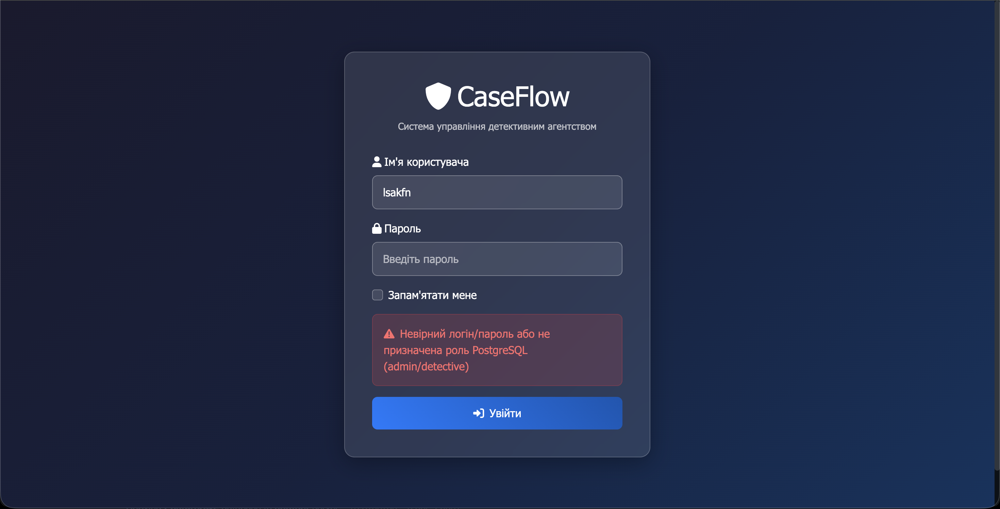 CaseFlow
Система управління детективним агентством
Ім'я користувача
lsakfn
Пароль
Введіть пароль
Запам'ятати мене
Невірний логін/пароль або не
призначена роль PostgreSQL
(admin/detective)
Увійти